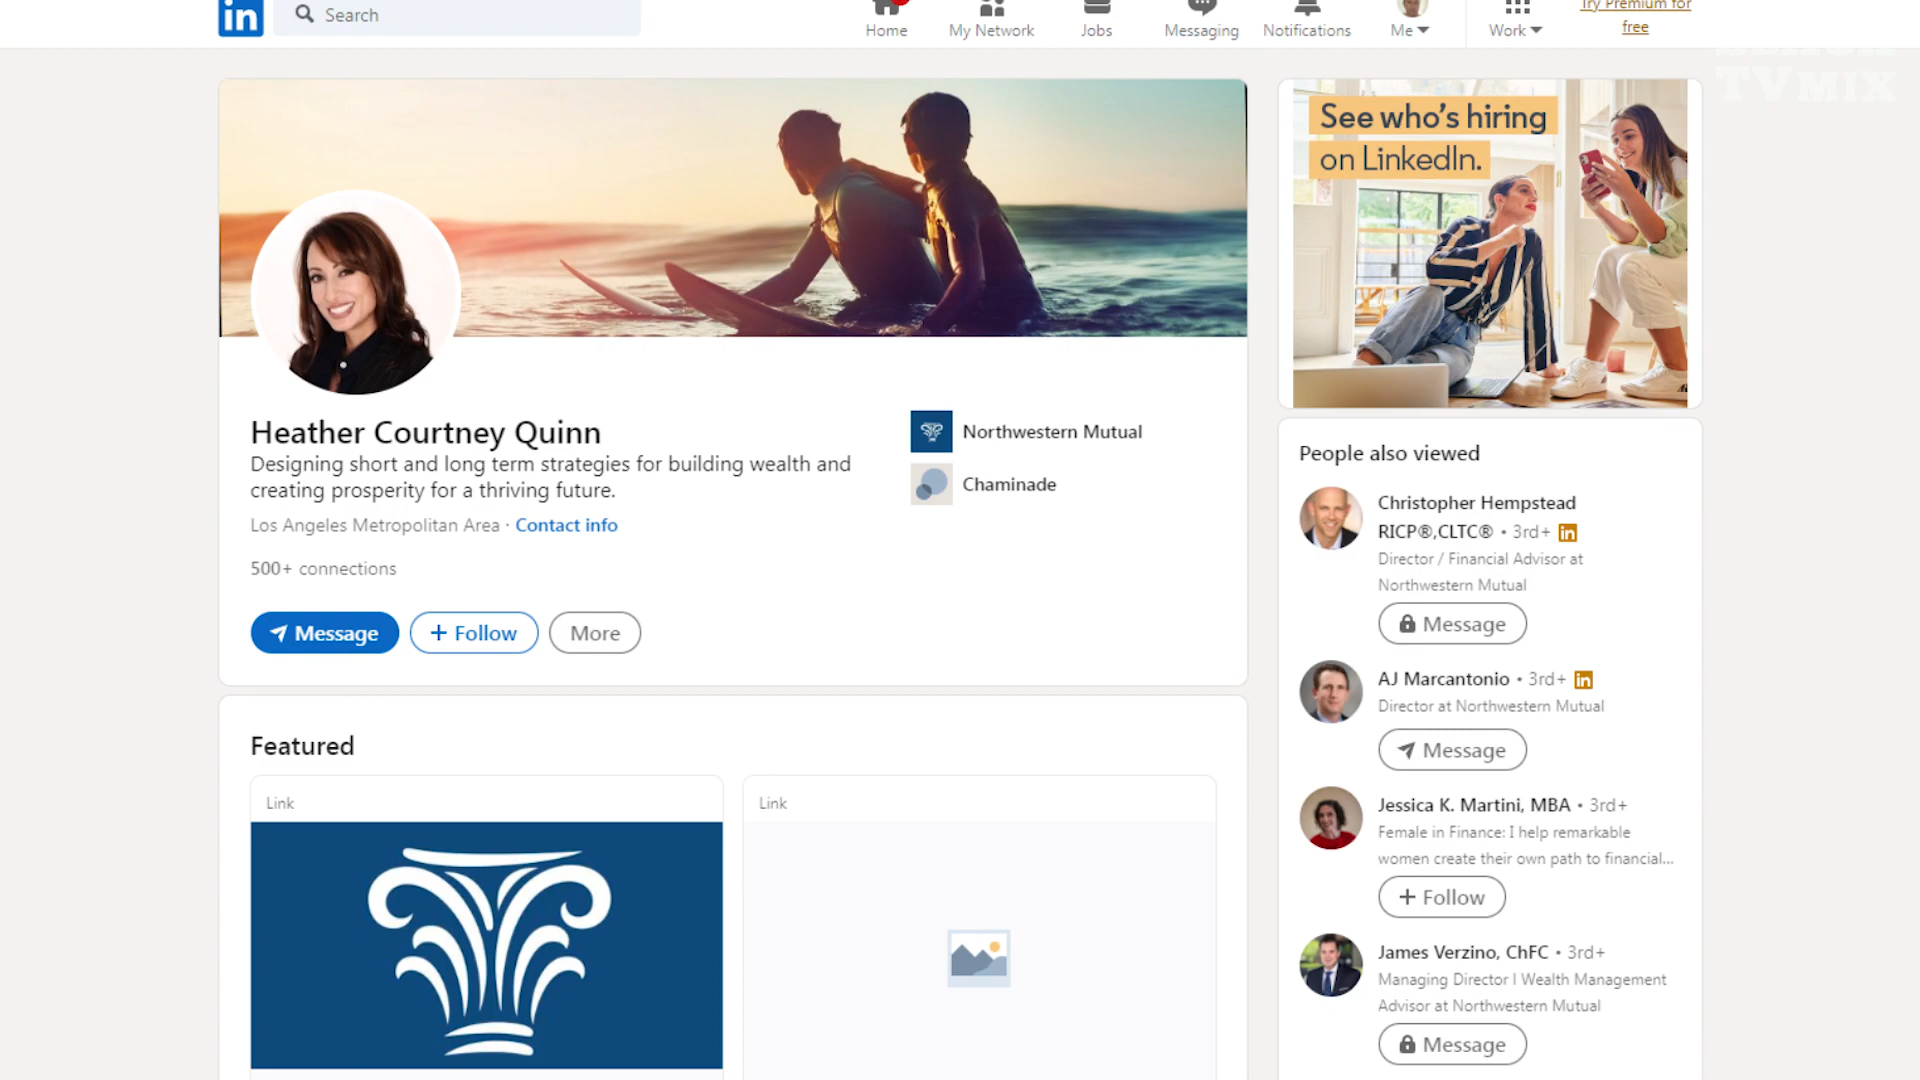 in
Search
Home
My Network
Jobs
Messaging
Notifications
Me
Work
Try Premium for
free
TVMIX
See who's hiring
on LinkedIn.
Heather Courtney Quinn
Designing short and long term strategies for building wealth and
creating prosperity for a thriving future.
Los Angeles Metropolitan Area · Contact info
500+ connections
Message
+ Follow
More
Northwestern Mutual
Chaminade
Featured
Link
Link
People also viewed
Christopher Hempstead
RICP®,CLTC® • 3rd+ in
Director / Financial Advisor at
Northwestern Mutual
Message
AJ Marcantonio • 3rd+ in
Director at Northwestern Mutual
Message
Jessica K. Martini, MBA • 3rd+
Female in Finance: I help remarkable
women create their own path to financial...
+ Follow
James Verzino, ChFC • 3rd+
Managing Director l Wealth Management
Advisor at Northwestern Mutual
Message